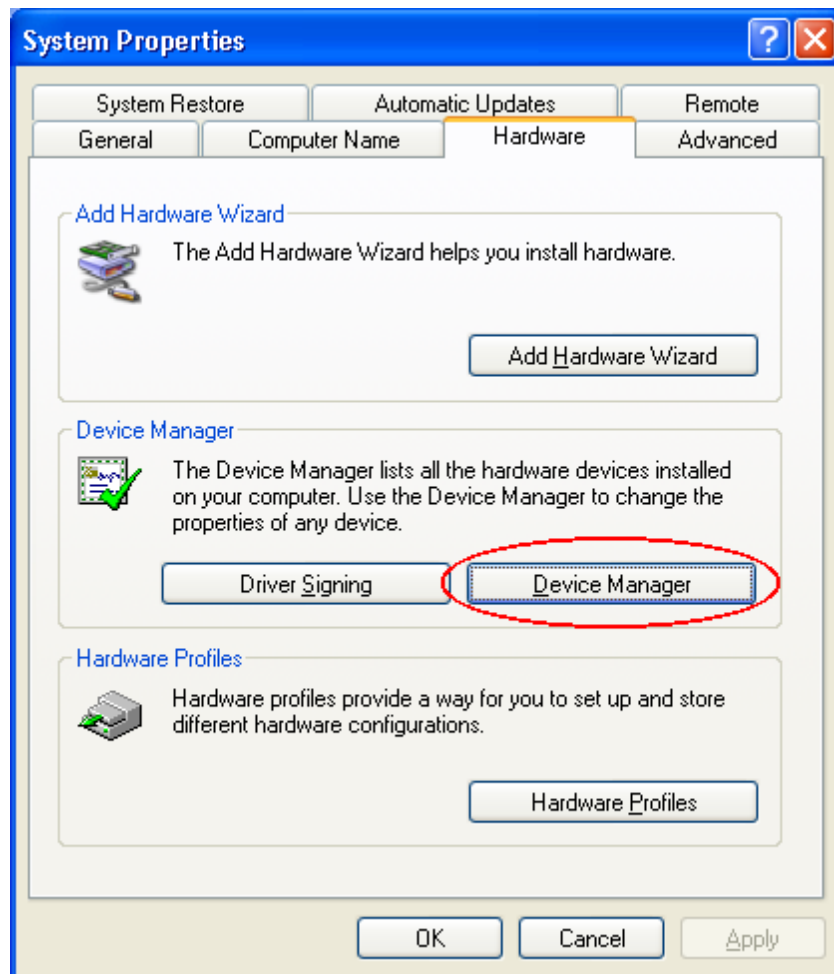 System Properties
System Restore Automatic Updates Remote
General Computer Name Hardware Advanced
Add Hardware Wizard
The Add Hardware Wizard helps you install hardware.
Add Hardware Wizard
Device Manager
The Device Manager lists all the hardware devices installed
on your computer. Use the Device Manager to change the
properties of any device.
Driver Signing Device Manager
Hardware Profiles
Hardware profiles provide a way for you to set up and store
different hardware configurations.
Hardware Profiles
OK Cancel Apply